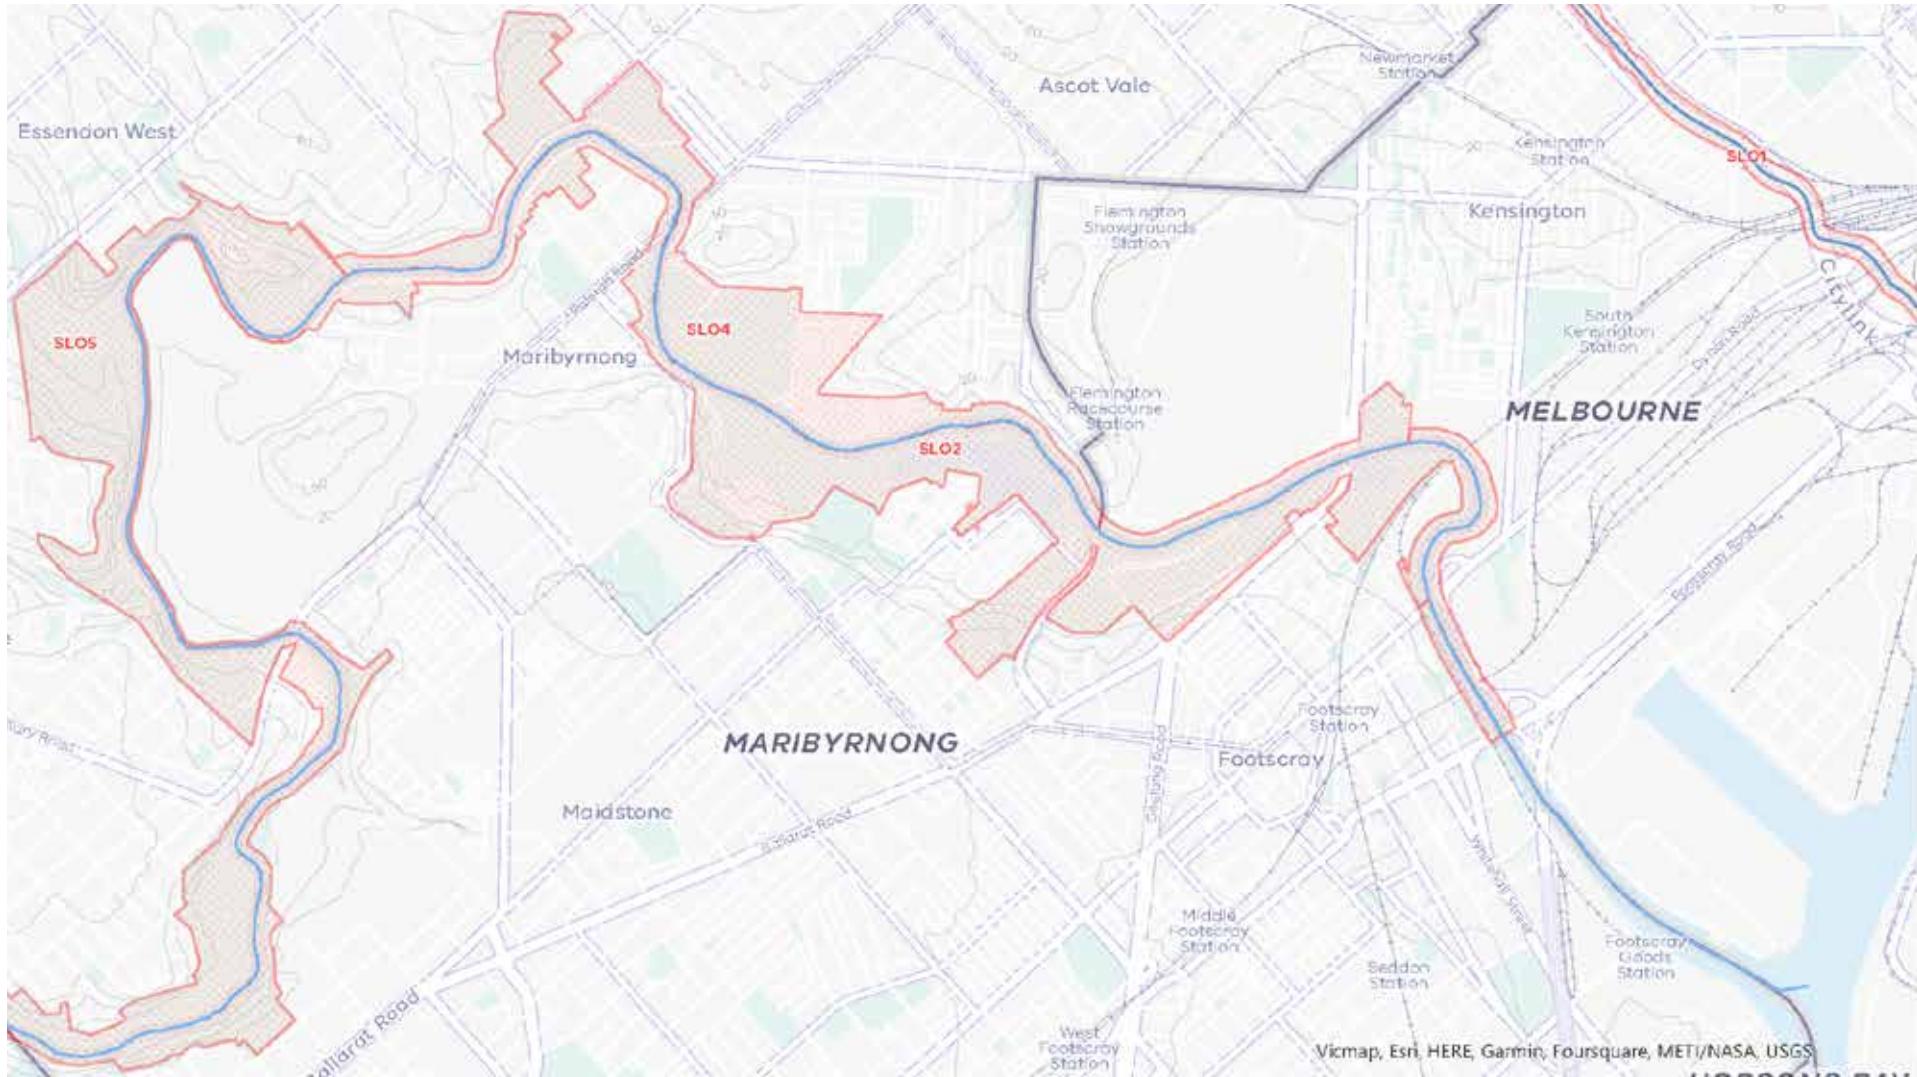 Newmarket
Station
Ascot Vale
Essendon West
Kensington
Station
SLO1
Flemington
Showgrounds
Station
Kensington
CityLink
Raleigh Road
SLO4
SLO5
South
Kensington
Station
Dynon Road
Maribyrnong
Flemington
Racecourse
Station
MELBOURNE
SLO2
Footscray Road
Footscray
Station
MARIBYRNONG
Footscray
Geelong Road
Maidstone
Ballarat Road
Whitehall Street
Middle
Footscray
Station
Footscray
Goods
Station
Seddon
Station
Ballarat Road
West
Footscray
Station
Vicmap, Esri, HERE, Garmin, Foursquare, METI/NASA, USGS